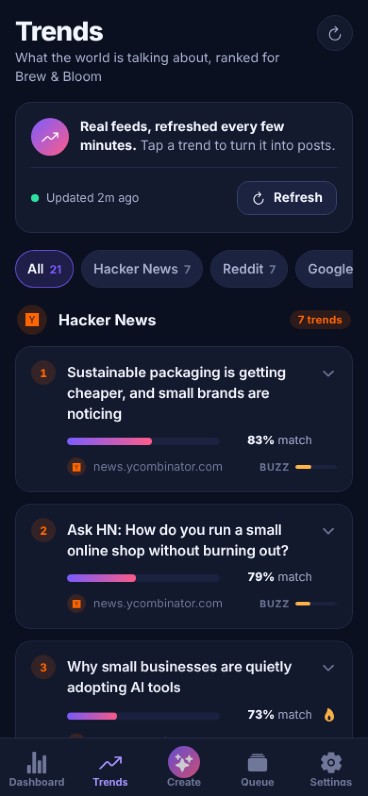 Trends
What the world is talking about, ranked for
Brew & Bloom
Real feeds, refreshed every few
minutes. Tap a trend to turn it into posts.
Updated 2m ago
Refresh
All 21
Hacker News 7
Reddit 7
Google
Y Hacker News
7 trends
1
Sustainable packaging is getting
cheaper, and small brands are
noticing
83% match
news.ycombinator.com
BUZZ
2
Ask HN: How do you run a small
online shop without burning out?
79% match
news.ycombinator.com
BUZZ
3
Why small businesses are quietly
adopting AI tools
73% match
Dashboard
Trends
Create
Queue
Settings